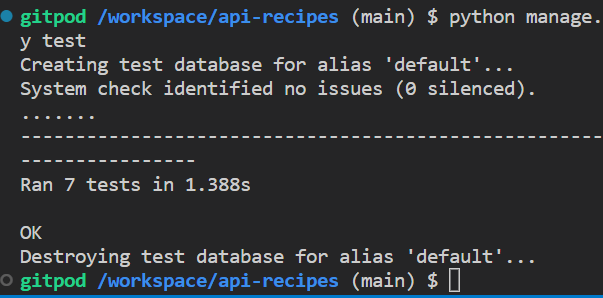 gitpod /workspace/api-recipes (main) $ python manage.
y test
Creating test database for alias 'default'...
System check identified no issues (0 silenced).
.......
------------------------------------------------------
----------------
Ran 7 tests in 1.388s
OK
Destroying test database for alias 'default'...
gitpod /workspace/api-recipes (main) $